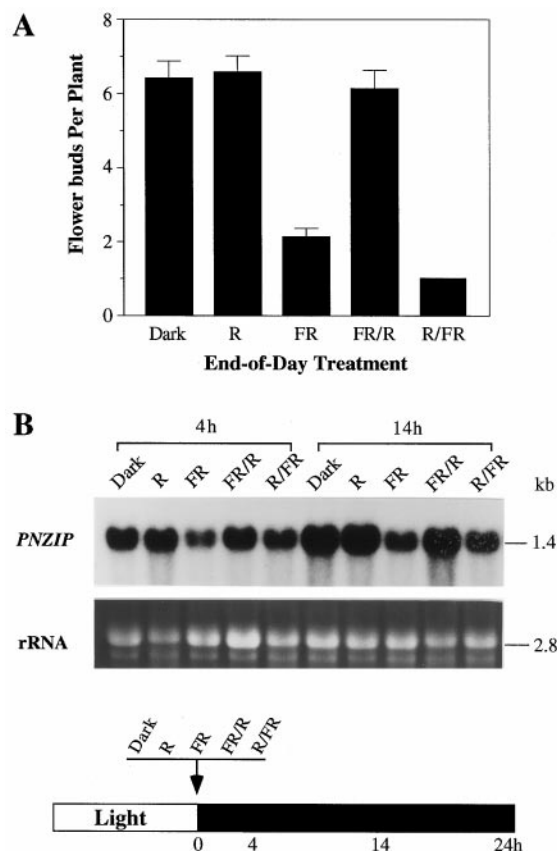 A
Flower buds Per Plant
8
6
4
2
0
Dark R FR FR/R R/FR
End-of-Day Treatment
B
4h 14h
Dark R FR FR/R R/FR Dark R FR FR/R R/FR
kb
PNZIP 1.4
rRNA 2.8
Dark R FR FR/R R/FR
Light
0 4 14 24h